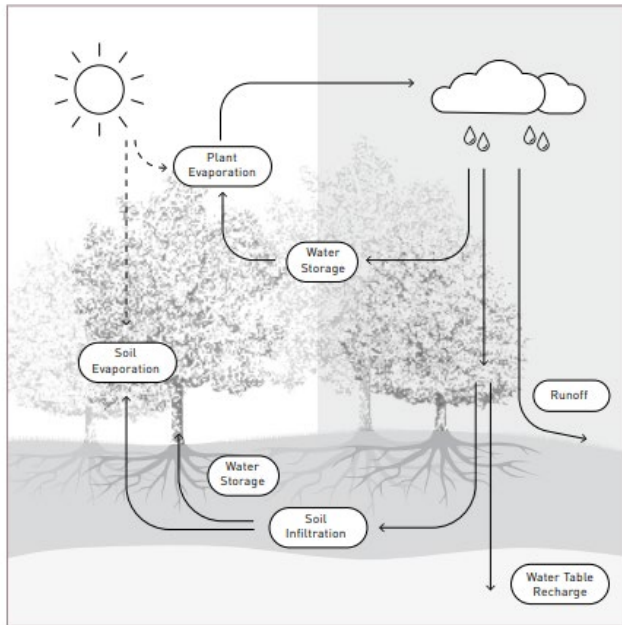 Plant
Evaporation
Water
Storage
Soil
Evaporation
Runoff
Water
Storage
Soil
Infiltration
Water Table
Recharge